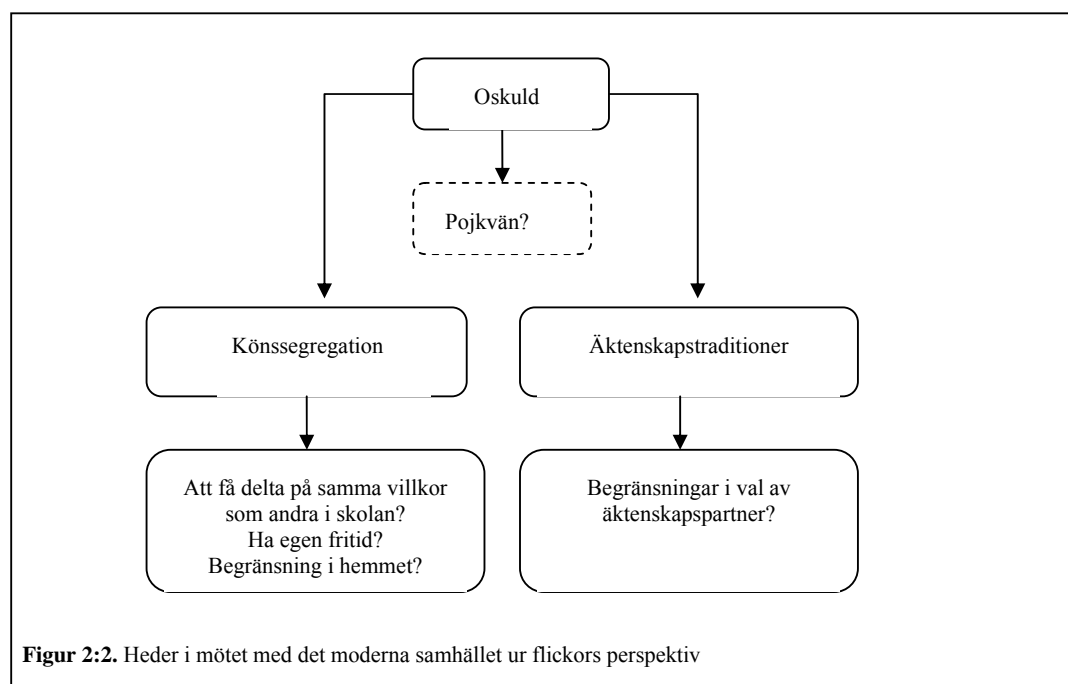 Oskuld
Pojkvän?
Könssegregation
Äktenskapstraditioner
Att få delta på samma villkor
som andra i skolan?
Ha egen fritid?
Begränsning i hemmet?
Begränsningar i val av
äktenskapspartner?
Figur 2:2. Heder i mötet med det moderna samhället ur flickors perspektiv